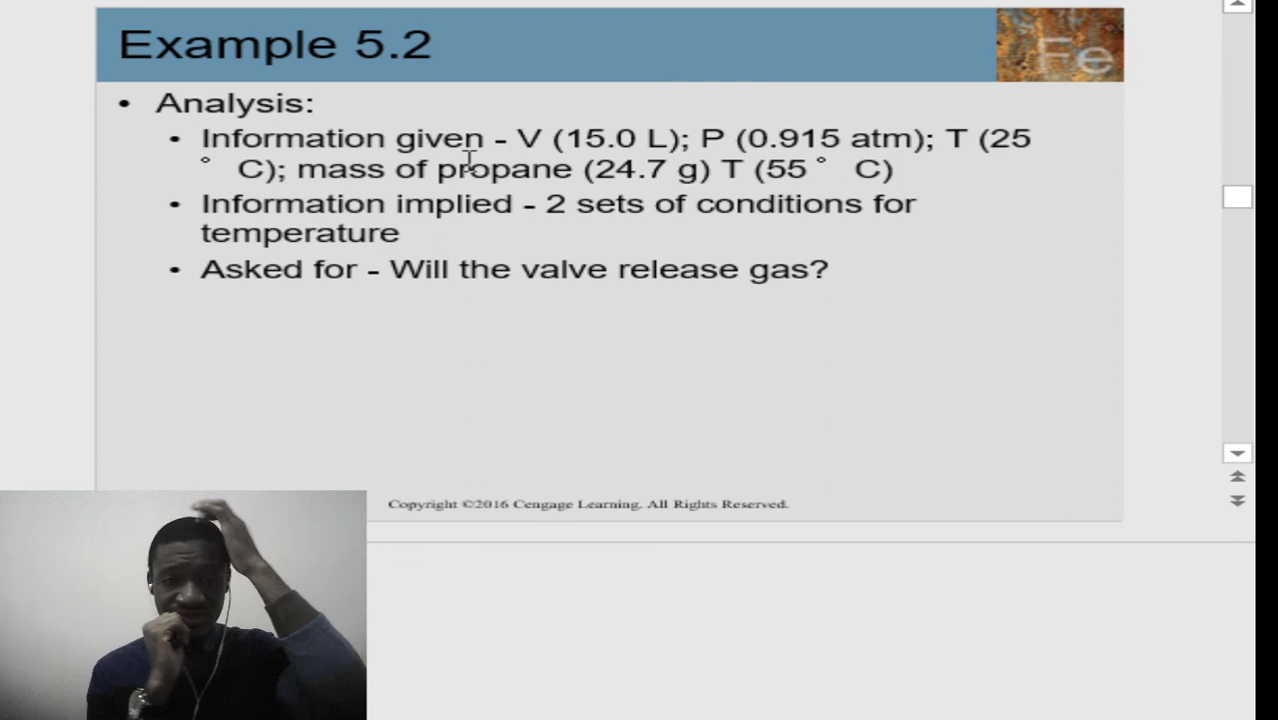 Example 5.2
Fe
• Analysis:
• Information given - V (15.0 L); P (0.915 atm); T (25
° C); mass of propane (24.7 g) T (55 ° C)
• Information implied - 2 sets of conditions for
temperature
• Asked for - Will the valve release gas?
Copyright ©2016 Cengage Learning. All Rights Reserved.